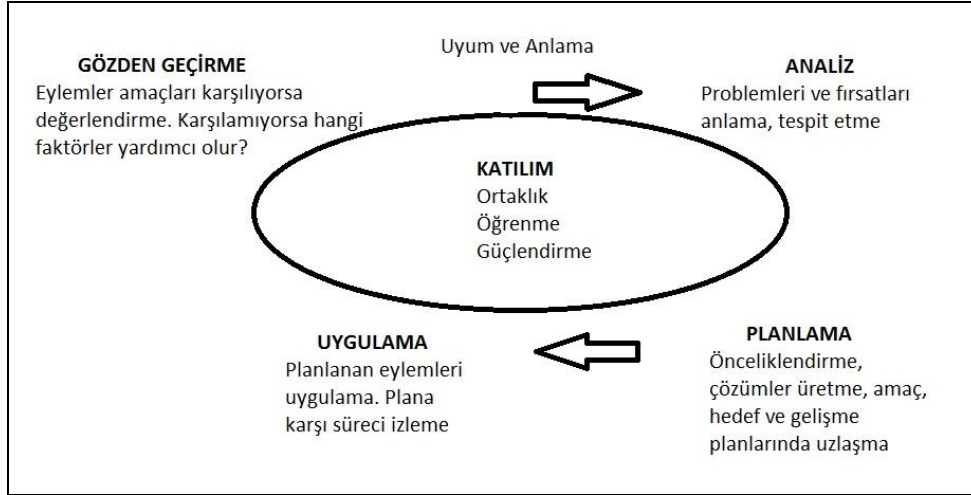 Uyum ve Anlama
GÖZDEN GEÇİRME
Eylemler amaçları karşılıyorsa
değerlendirme. Karşılamıyorsa hangi
faktörler yardımcı olur?
ANALİZ
Problemleri ve fırsatları
anlama, tespit etme
KATILIM
Ortaklık
Öğrenme
Güçlendirme
UYGULAMA
Planlanan eylemleri
uygulama. Plana
karşı süreci izleme
PLANLAMA
Önceliklendirme,
çözümler üretme, amaç,
hedef ve gelişme
planlarında uzlaşma